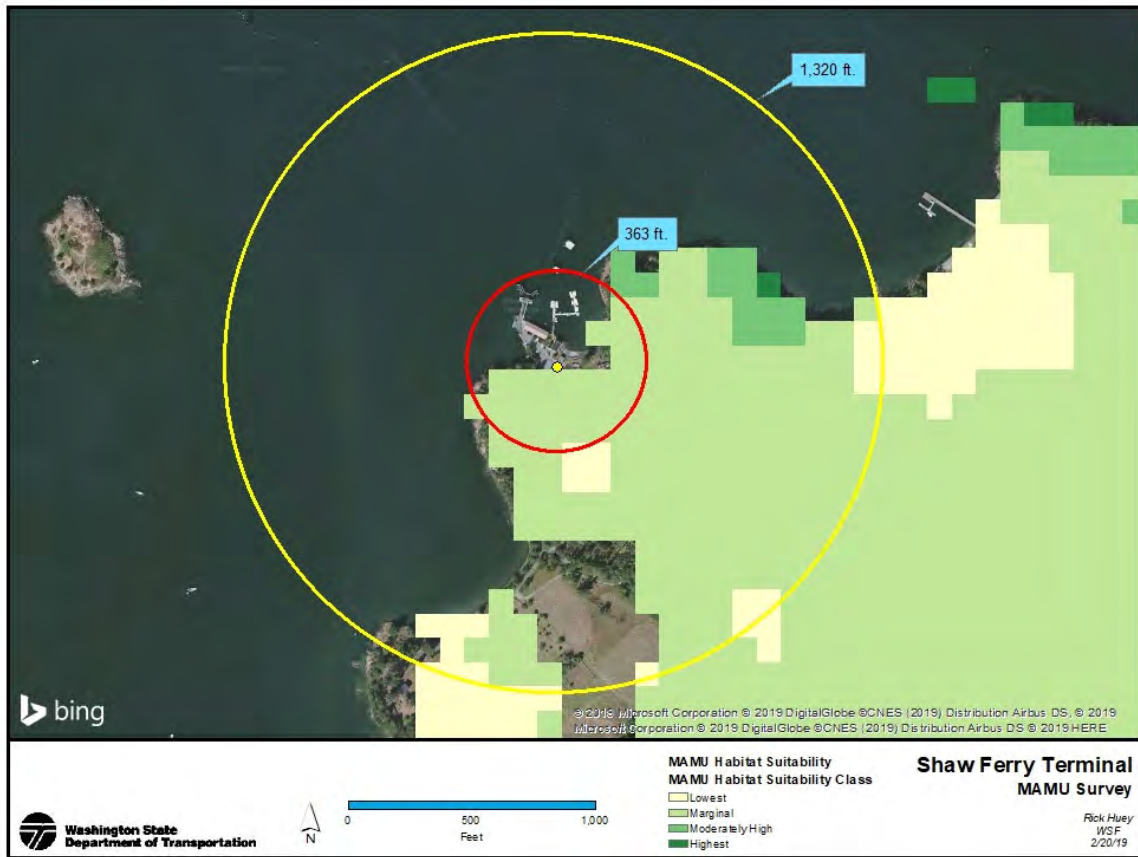 1,320 ft.
363 ft.
bing
© 2019 Microsoft Corporation © 2019 DigitalGlobe ©CNES (2019) Distribution Airbus DS, © 2019
Microsoft Corporation © 2019 DigitalGlobe ©CNES (2019) Distribution Airbus DS © 2019 HERE
Washington State
Department of Transportation
N
0 500 1,000
Feet
MAMU Habitat Suitability
MAMU Habitat Suitability Class
Lowest
Marginal
Moderately High
Highest
Shaw Ferry Terminal
MAMU Survey
Rick Huey
WSF
2/20/19